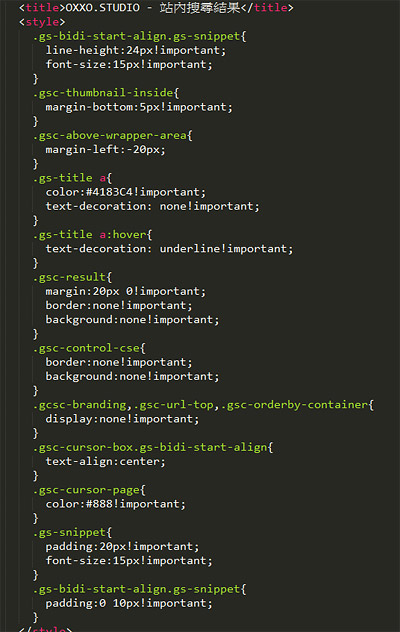 <title>OXXO.STUDIO - 站內搜尋結果</title>
<style>
.gs-bidi-start-align.gs-snippet{
line-height:24px!important;
font-size:15px!important;
}
.gsc-thumbnail-inside{
margin-bottom:5px!important;
}
.gsc-above-wrapper-area{
margin-left:-20px;
}
.gs-title a{
color:#4183C4!important;
text-decoration: none!important;
}
.gs-title a:hover{
text-decoration: underline!important;
}
.gsc-result{
margin:20px 0!important;
border:none!important;
background:none!important;
}
.gsc-control-cse{
border:none!important;
background:none!important;
}
.gcsc-branding,.gsc-url-top,.gsc-orderby-container{
display:none!important;
}
.gsc-cursor-box.gs-bidi-start-align{
text-align:center;
}
.gsc-cursor-page{
color:#888!important;
}
.gs-snippet{
padding:20px!important;
font-size:15px!important;
}
.gs-bidi-start-align.gs-snippet{
padding:0 10px!important;
}
</style>